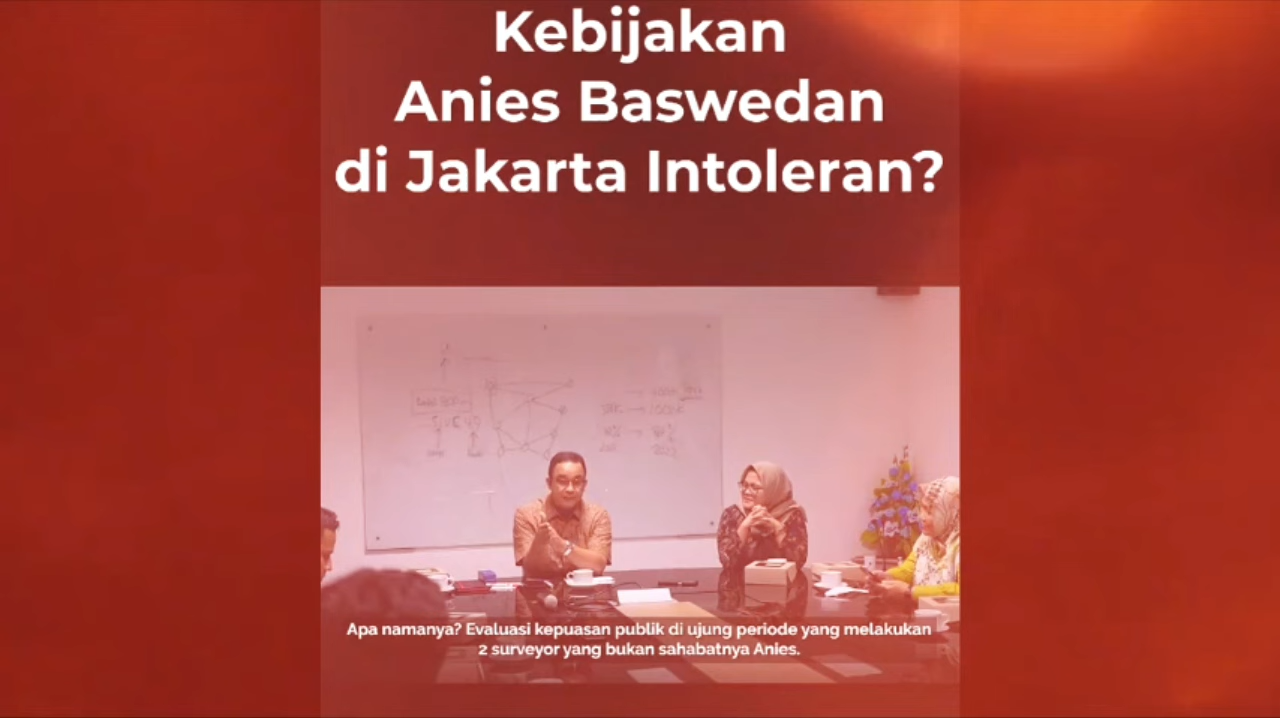 Kebijakan
Anies Baswedan
di Jakarta Intoleran?
Apa namanya? Evaluasi kepuasan publik di ujung periode yang melakukan
2 surveyor yang bukan sahabatnya Anies.